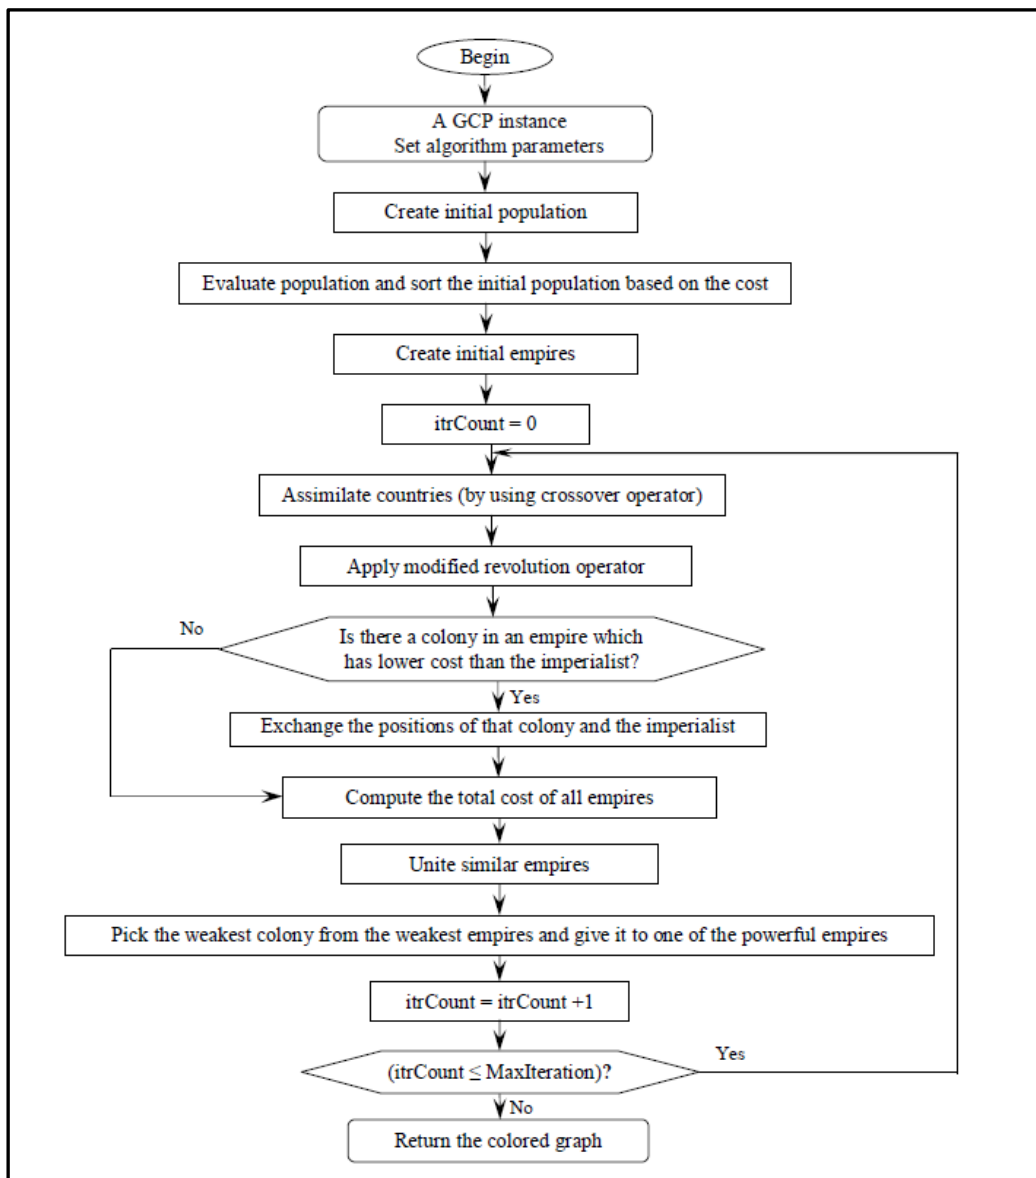 Begin
A GCP instance
Set algorithm parameters
Create initial population
Evaluate population and sort the initial population based on the cost
Create initial empires
itrCount = 0
Assimilate countries (by using crossover operator)
Apply modified revolution operator
No
Is there a colony in an empire which
has lower cost than the imperialist?
Yes
Exchange the positions of that colony and the imperialist
Compute the total cost of all empires
Unite similar empires
Pick the weakest colony from the weakest empires and give it to one of the powerful empires
itrCount = itrCount +1
Yes
(itrCount ≤ MaxIteration)?
No
Return the colored graph